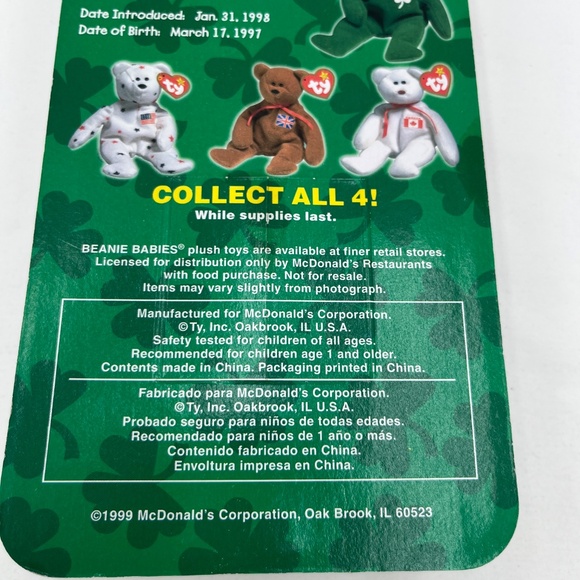 Date Introduced: Jan. 31, 1998
Date of Birth: March 17, 1997
ty
ty
ty
COLLECT ALL 4!
While supplies last.
BEANIE BABIES® plush toys are available at finer retail stores.
Licensed for distribution only by McDonald's Restaurants
with food purchase. Not for resale.
Items may vary slightly from photograph.
Manufactured for McDonald's Corporation.
©Ty, Inc. Oakbrook, IL U.S.A.
Safety tested for children of all ages.
Recommended for children age 1 and older.
Contents made in China. Packaging printed in China.
Fabricado para McDonald's Corporation.
©Ty, Inc. Oakbrook, IL U.S.A.
Probado seguro para niños de todas edades.
Recomendado para niños de 1 año o más.
Contenido fabricado en China.
Envoltura impresa en China.
©1999 McDonald's Corporation, Oak Brook, IL 60523